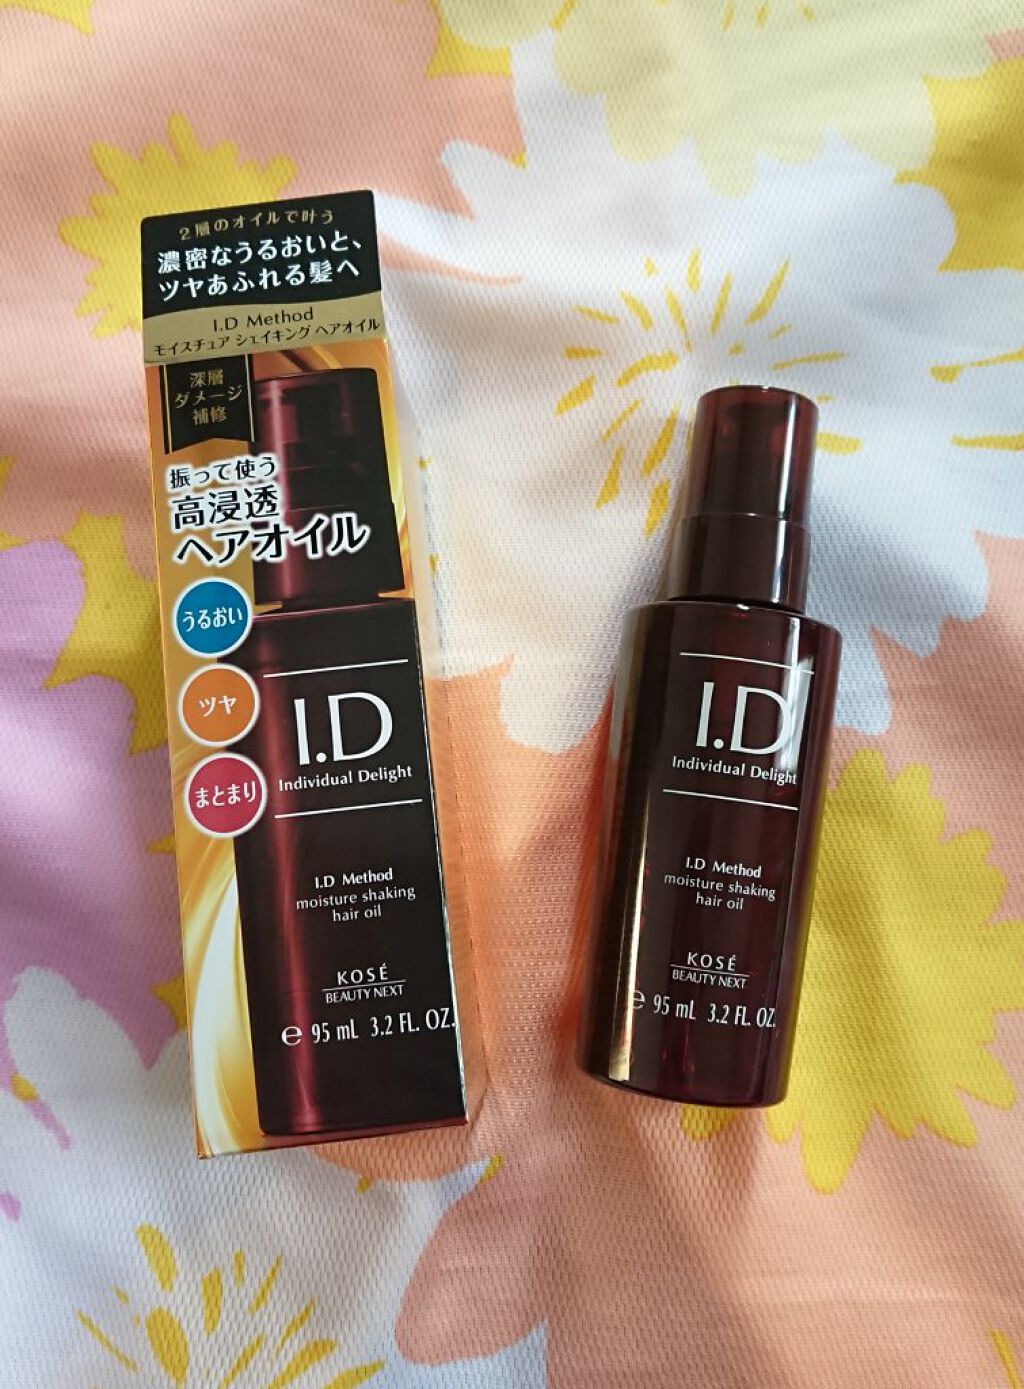 2層のオイルで叶う
濃密なうるおいと、
ツヤあふれる髪へ
I.D Method
モイスチュア シェイキング ヘアオイル
深層
ダメージ
補修
振って使う
高浸透
ヘアオイル
うるおい
ツヤ
まとまり
I.D
Individual Delight
I.D Method
moisture shaking
hair oil
KOSÉ
BEAUTY NEXT
e 95 mL 3.2 FL. OZ.
I.D
Individual Delight
I.D Method
moisture shaking
hair oil
KOSÉ
BEAUTY NEXT
e 95 mL 3.2 FL. OZ.